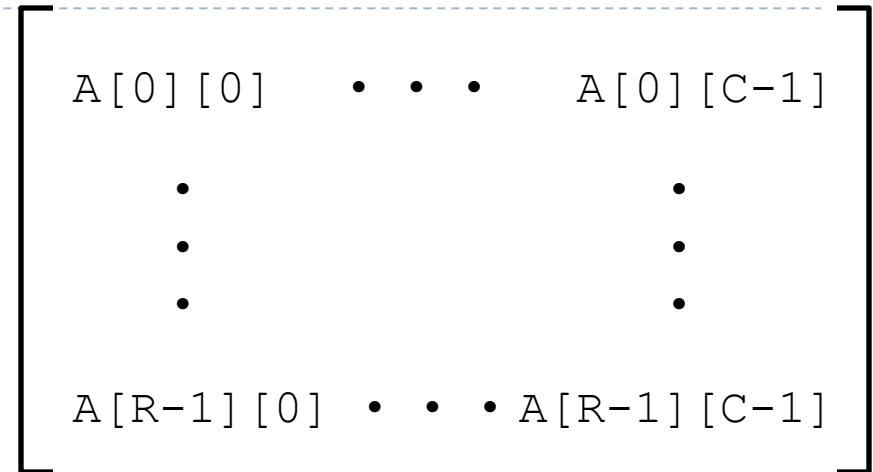 A[0][0] • • • A[0][C-1]
• •
• •
• •
A[R-1][0] • • • A[R-1][C-1]